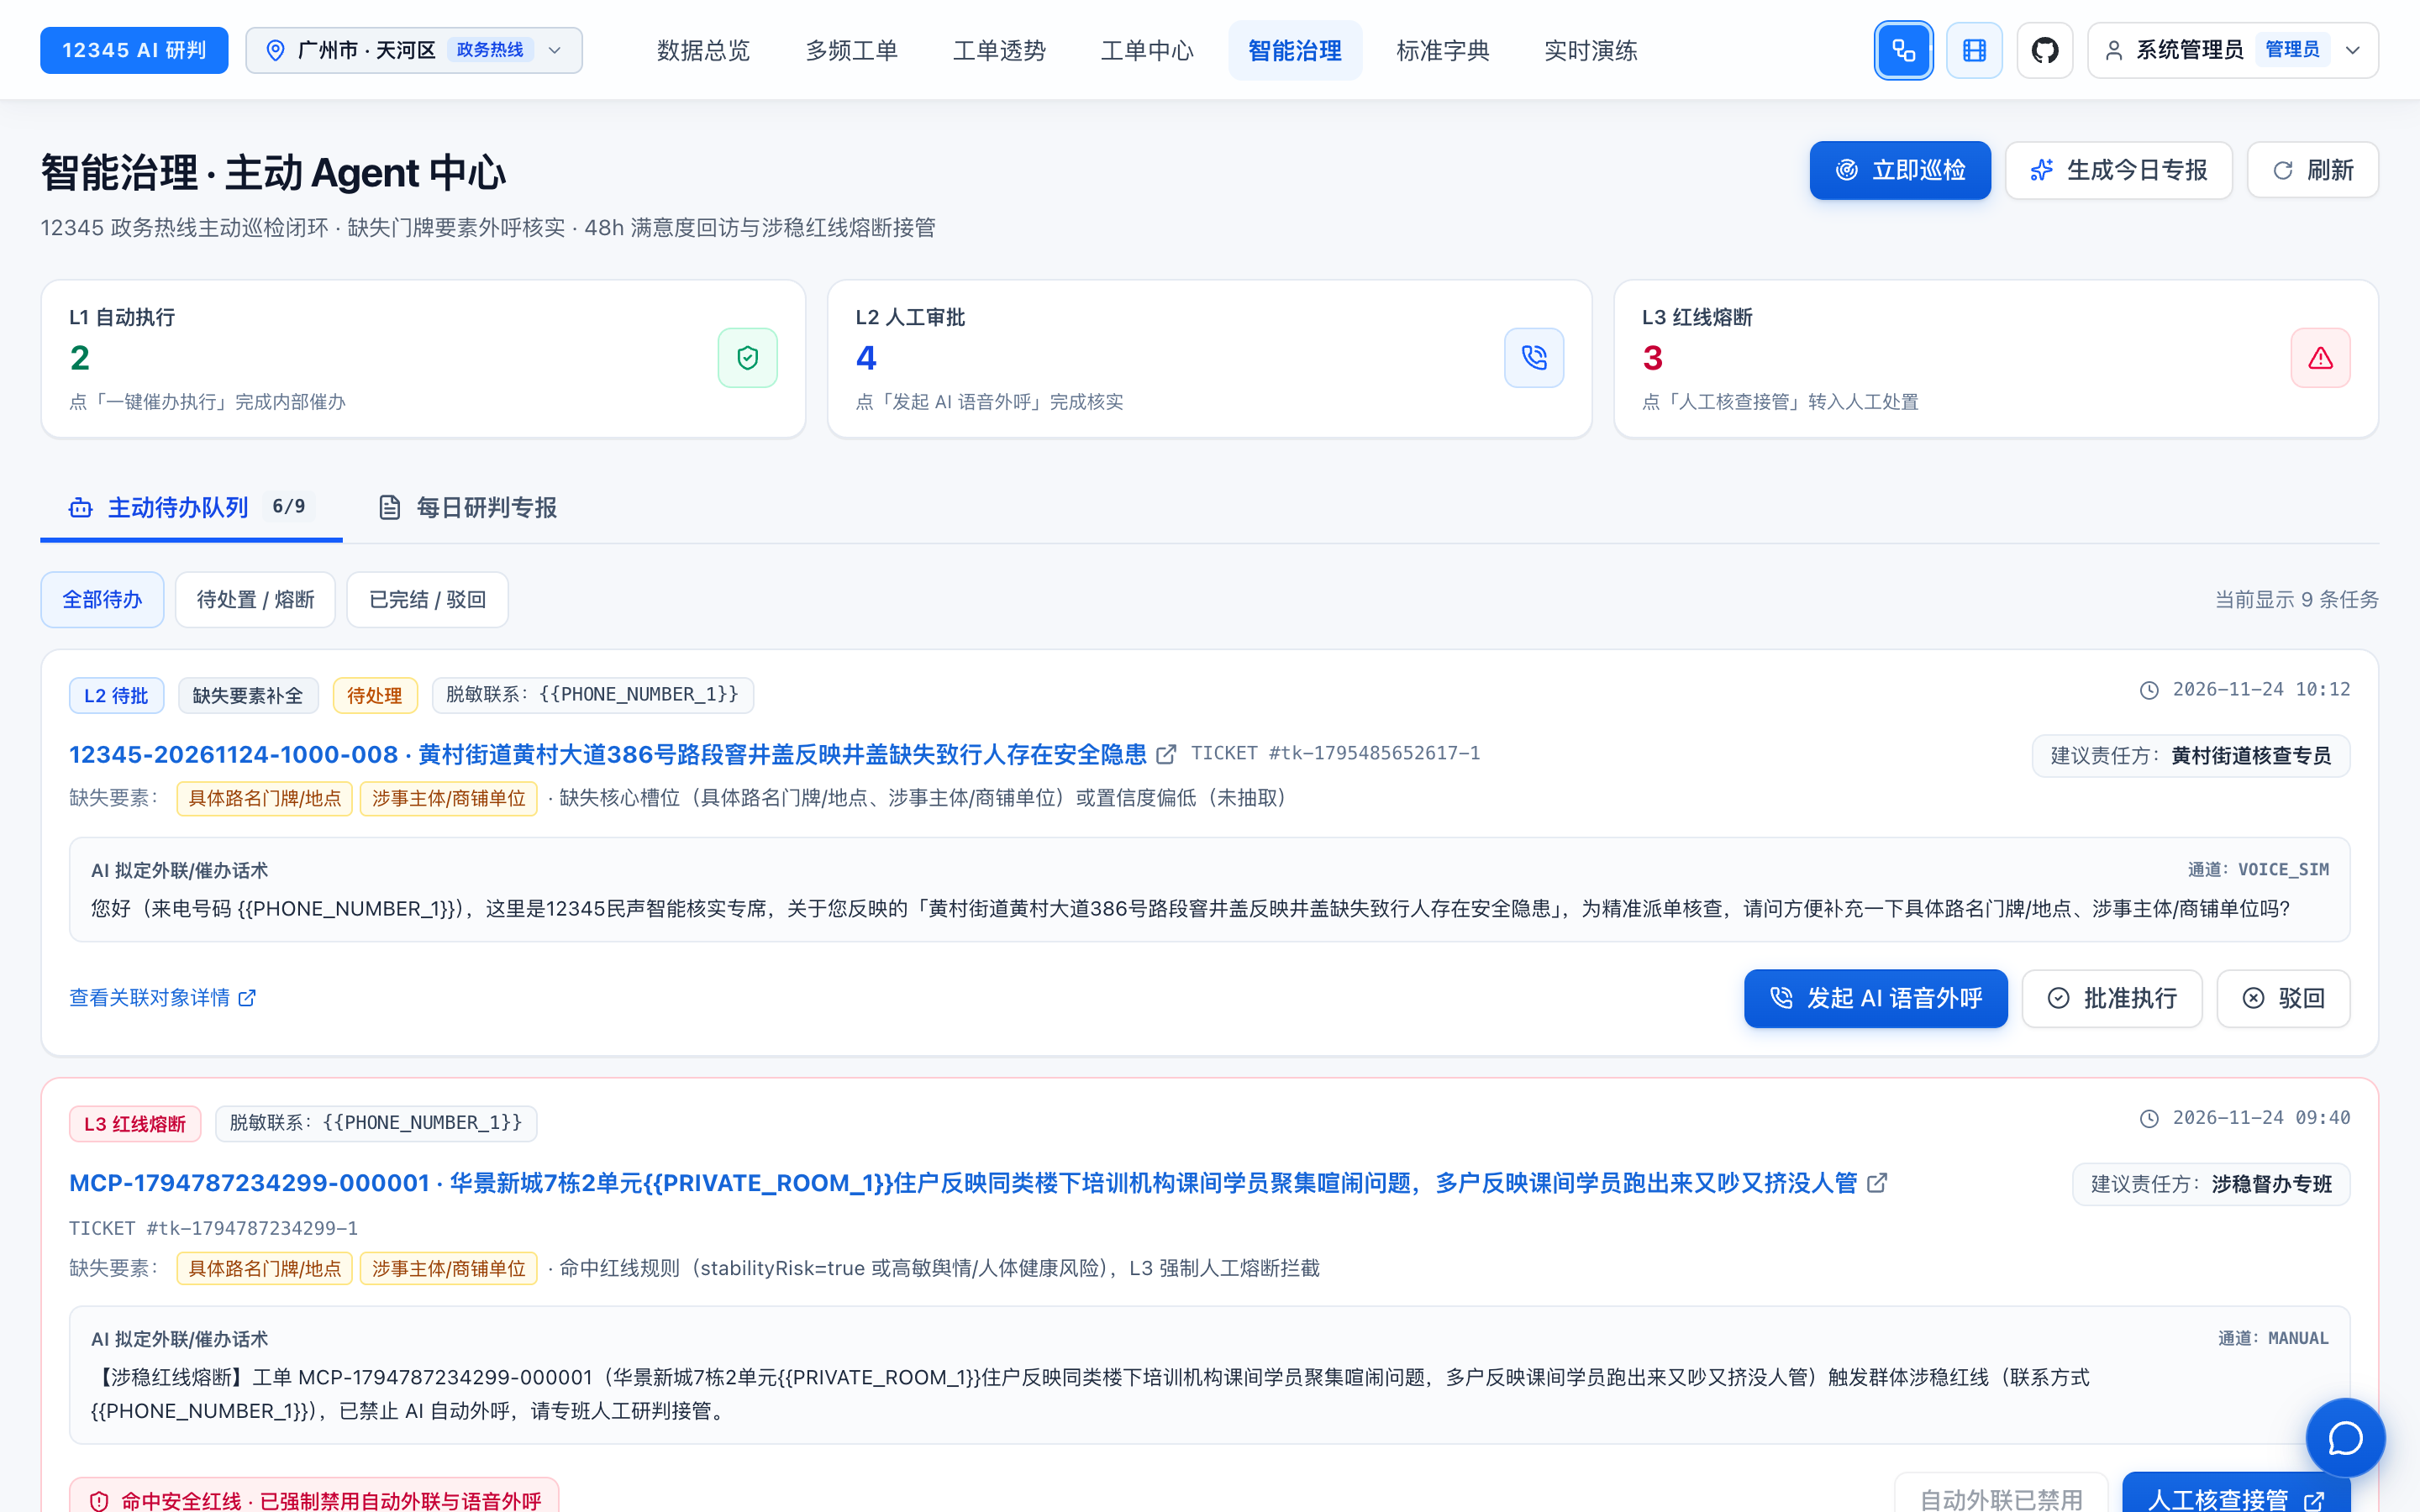 12345 AI 研判
广州市 · 天河区 政务热线
数据总览 多频工单 工单透视 工单中心 智能治理 标准字典 实时演练
系统管理员 管理员
智能治理 · 主动 Agent 中心
立即巡检 生成今日专报 刷新
12345 政务热线主动巡检闭环 · 缺失门牌要素外呼核实 · 48h 满意度回访与涉稳红线熔断接管
L1 自动执行
2
点「一键催办执行」完成内部催办
L2 人工审批
4
点「发起 AI 语音外呼」完成核实
L3 红线熔断
3
点「人工核查接管」转入人工处置
主动待办队列 6/9 每日研判专报
全部待办 待处置 / 熔断 已完结 / 驳回 当前显示 9 条任务
L2 待批 缺失要素补全 待处理 脱敏联系：{{PHONE_NUMBER_1}} 2026-11-24 10:12
12345-20261124-1000-008 · 黄村街道黄村大道386号路段窨井盖反映井盖缺失致行人存在安全隐患 TICKET #tk-1795485652617-1 建议责任方：黄村街道核查专员
缺失要素： 具体路名门牌/地点 涉事主体/商铺单位 · 缺失核心槽位（具体路名门牌/地点、涉事主体/商铺单位）或置信度偏低（未抽取）
AI 拟定外联/催办话术 通道：VOICE_SIM
您好（来电号码 {{PHONE_NUMBER_1}}），这里是12345民声智能核实专席，关于您反映的「黄村街道黄村大道386号路段窨井盖反映井盖缺失致行人存在安全隐患」，为精准派单核查，请问方便补充一下具体路名门牌/地点、涉事主体/商铺单位吗？
查看关联对象详情 发起 AI 语音外呼 批准执行 驳回
L3 红线熔断 脱敏联系：{{PHONE_NUMBER_1}} 2026-11-24 09:40
MCP-1794787234299-000001 · 华景新城7栋2单元{{PRIVATE_ROOM_1}}住户反映同类楼下培训机构课间学员聚集喧闹问题，多户反映课间学员跑出来又吵又挤没人管 建议责任方：涉稳督办专班
TICKET #tk-1794787234299-1
缺失要素： 具体路名门牌/地点 涉事主体/商铺单位 · 命中红线规则（stabilityRisk=true 或高敏舆情/人体健康风险），L3 强制人工熔断拦截
AI 拟定外联/催办话术 通道：MANUAL
【涉稳红线熔断】工单 MCP-1794787234299-000001（华景新城7栋2单元{{PRIVATE_ROOM_1}}住户反映同类楼下培训机构课间学员聚集喧闹问题，多户反映课间学员跑出来又吵又挤没人管）触发群体涉稳红线（联系方式
{{PHONE_NUMBER_1}}），已禁止 AI 自动外呼，请专班人工研判接管。
命中安全红线 · 已强制禁用自动外联与语音外呼 自动外联已禁用 人工核查接管